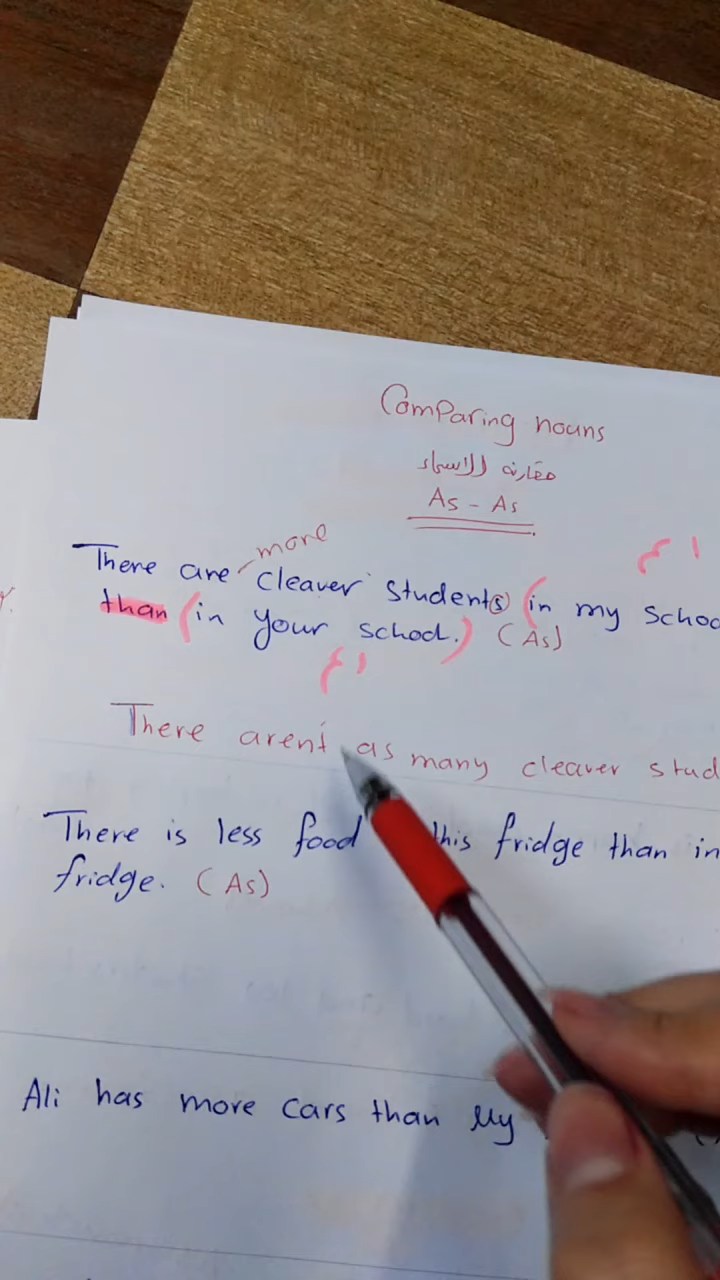 Comparing nouns
مقارنة الاسماء
As - As
more
There are cleaver students in my schoo
than (in your school.) (As)
There aren't as many cleaver stud
There is less food this fridge than in
fridge. (As)
Ali has more cars than My